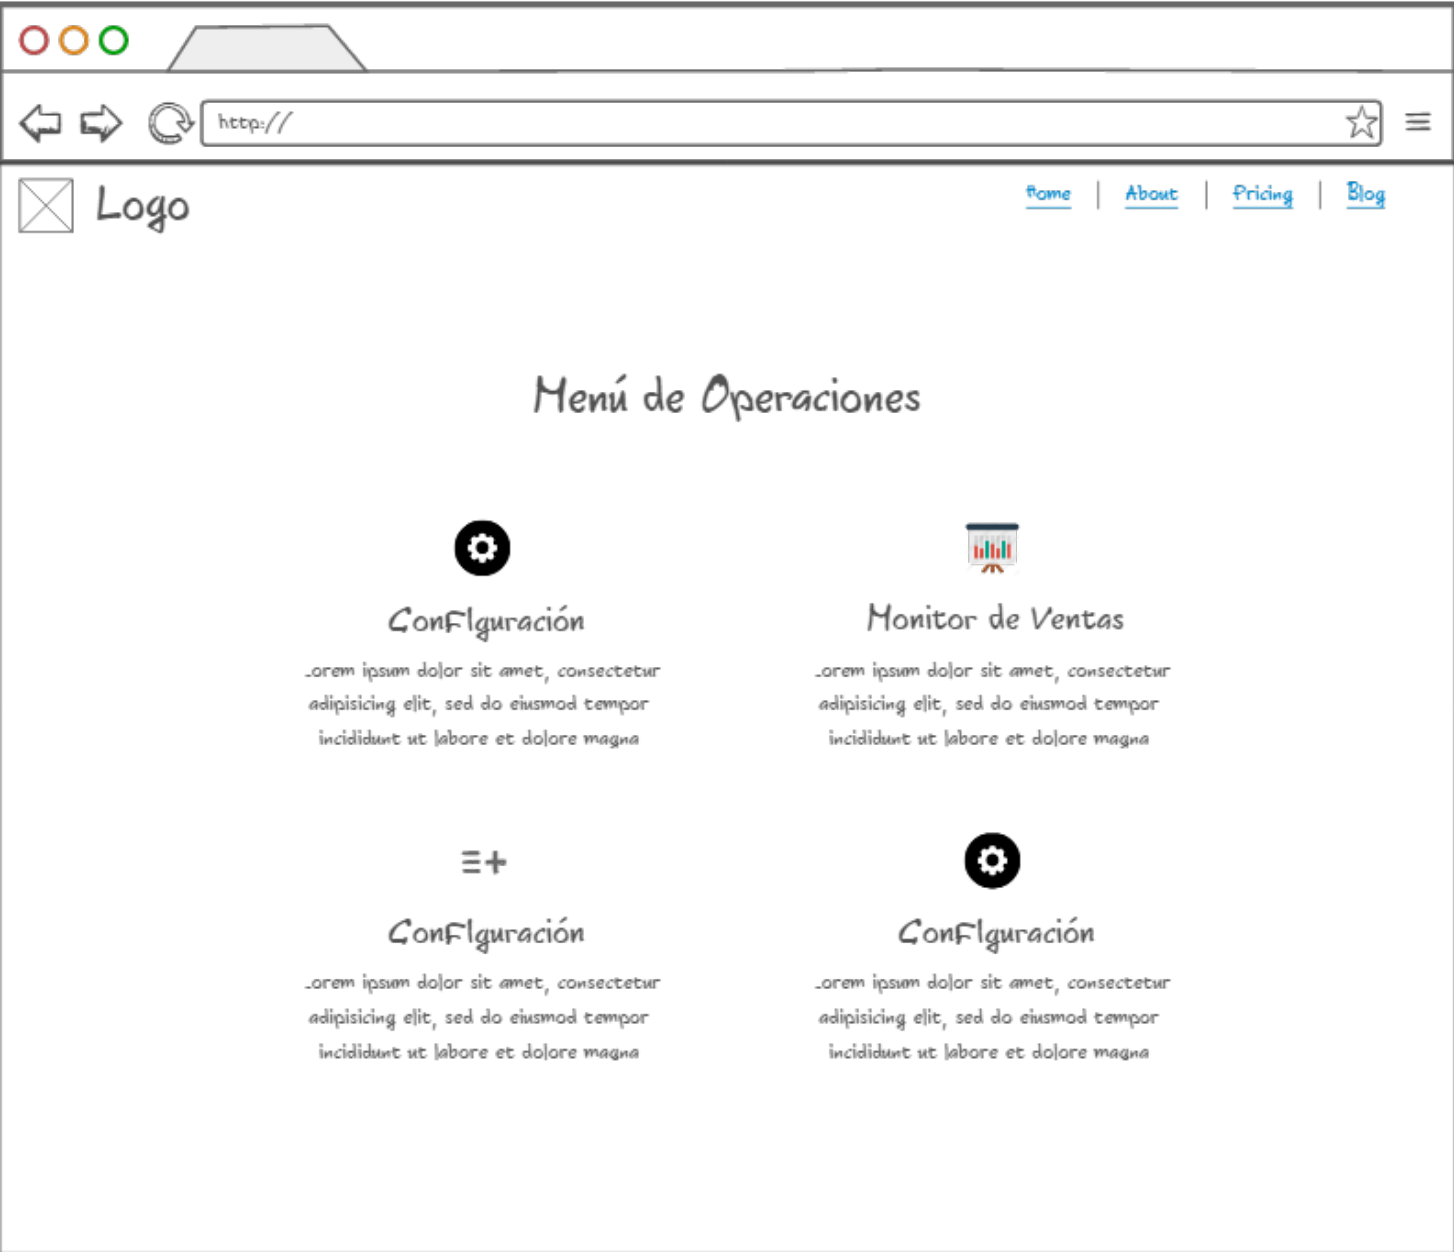 http://
Logo
Home | About | Pricing | Blog
Menú de Operaciones
ConFIguración
Lorem ipsum dolor sit amet, consectetur
adipisicing elit, sed do eiusmod tempor
incididunt ut labore et dolore magna
Monitor de Ventas
Lorem ipsum dolor sit amet, consectetur
adipisicing elit, sed do eiusmod tempor
incididunt ut labore et dolore magna
ConFIguración
Lorem ipsum dolor sit amet, consectetur
adipisicing elit, sed do eiusmod tempor
incididunt ut labore et dolore magna
ConFIguración
Lorem ipsum dolor sit amet, consectetur
adipisicing elit, sed do eiusmod tempor
incididunt ut labore et dolore magna